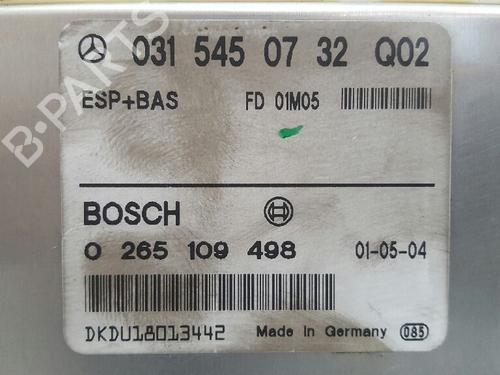 031 545 07 32 Q02
ESP+BAS FD 01M05
BOSCH
0 265 109 498 01-05-04
DKDU18013442 Made in Germany 085
B-PARTS